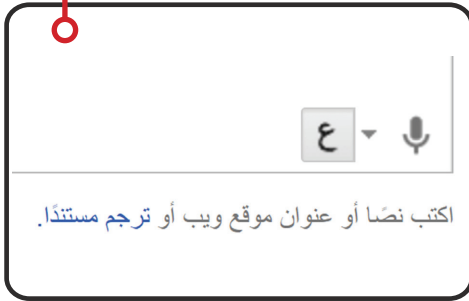 ع
اكتب نصًا أو عنوان موقع ويب أو ترجم مستندًا.